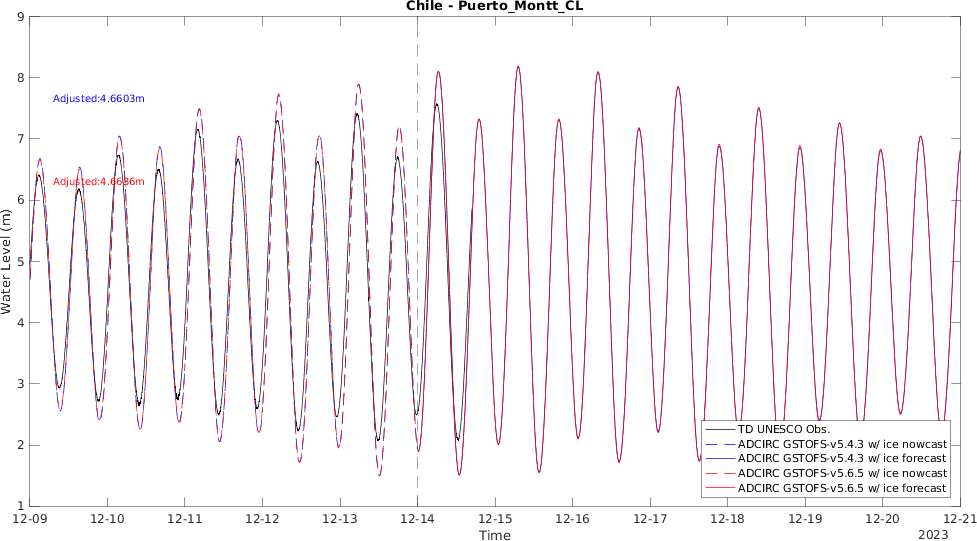 Chile - Puerto_Montt_CL
9
8
7
6
5
4
3
2
1
Water Level (m)
Adjusted:4.6603m
Adjusted:4.6636m
TD UNESCO Obs.
ADCIRC GSTOFS-v5.4.3 w/ ice nowcast
ADCIRC GSTOFS-v5.4.3 w/ ice forecast
ADCIRC GSTOFS-v5.6.5 w/ ice nowcast
ADCIRC GSTOFS-v5.6.5 w/ ice forecast
12-09 12-10 12-11 12-12 12-13 12-14 12-15 12-16 12-17 12-18 12-19 12-20 12-21
Time
2023